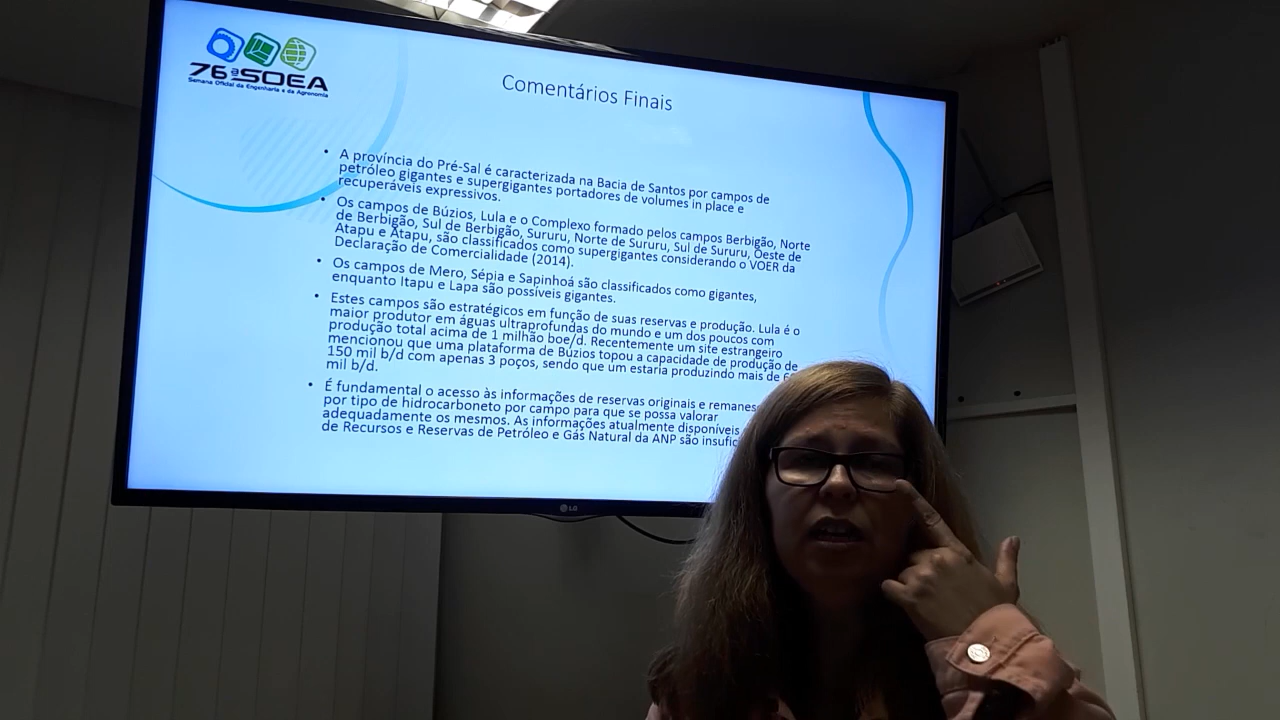 76ªSOEA
Semana Oficial da Engenharia e da Agronomia
Comentários Finais
• A província do Pré-Sal é caracterizada na Bacia de Santos por campos de
petróleo gigantes e supergigantes portadores de volumes in place e
recuperáveis expressivos.
• Os campos de Búzios, Lula e o Complexo formado pelos campos Berbigão, Norte
de Berbigão, Sul de Berbigão, Sururu, Norte de Sururu, Sul de Sururu, Oeste de
Atapu e Atapu, são classificados como supergigantes considerando o VOER da
Declaração de Comercialidade (2014).
• Os campos de Mero, Sépia e Sapinhoá são classificados como gigantes,
enquanto Itapu e Lapa são possíveis gigantes.
• Estes campos são estratégicos em função de suas reservas e produção. Lula é o
maior produtor em águas ultraprofundas do mundo e um dos poucos com
produção total acima de 1 milhão boe/d. Recentemente um site estrangeiro
mencionou que uma plataforma de Búzios topou a capacidade de produção de
150 mil b/d com apenas 3 poços, sendo que um estaria produzindo mais de
mil b/d.
• É fundamental o acesso às informações de reservas originais e
por tipo de hidrocarboneto por campo para que se possa valorar
adequadamente os mesmos. As informações atualmente disponíveis
de Recursos e Reservas de Petróleo e Gás Natural da ANP são
LG